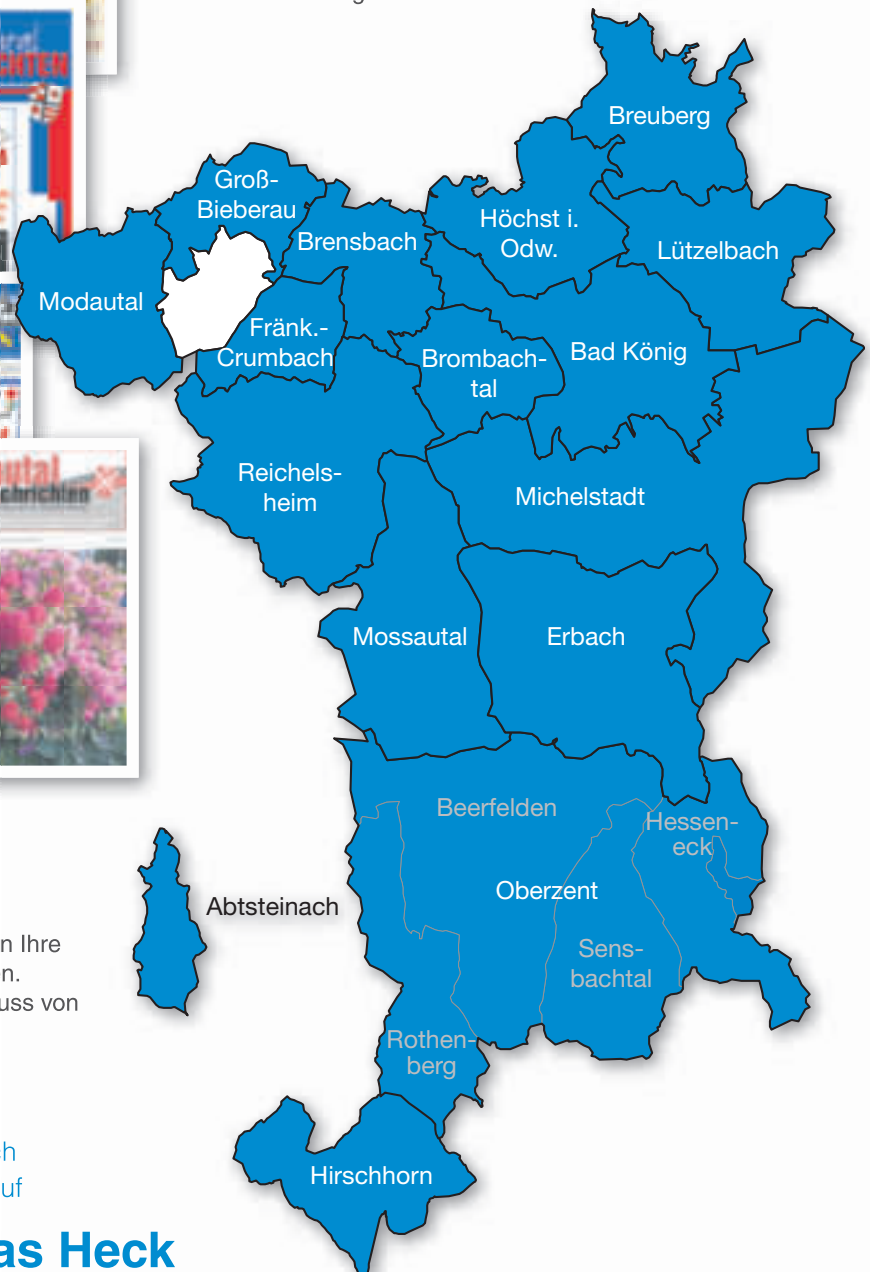 Breuberg
Groß-
Bieberau
Höchst i.
Odw.
Brensbach
Lützelbach
Modautal
Fränk.-
Crumbach
Brombach-
tal
Bad König
Reichels-
heim
Michelstadt
Mossautal
Erbach
Beerfelden
Hessen-
eck
Oberzent
Abtsteinach
Sens-
bachtal
n Ihre
n.
uss von
Rothen-
berg
Hirschhorn
uf
as Heck